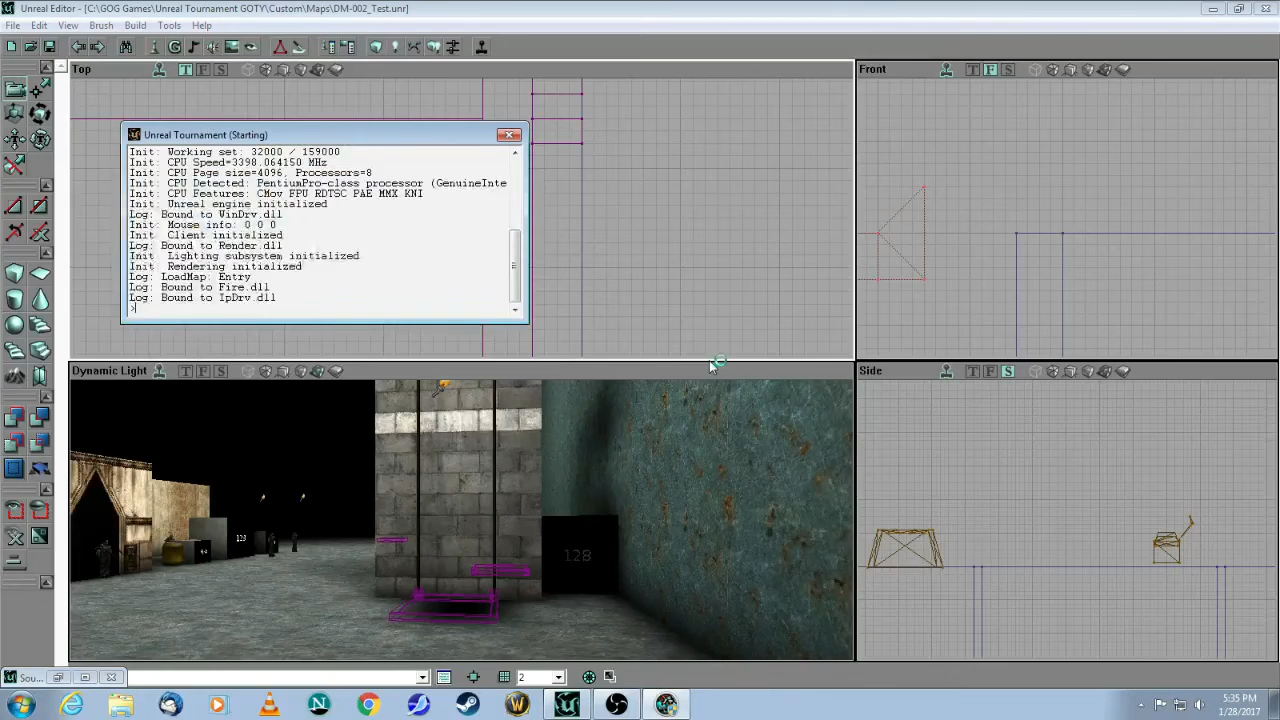 Unreal Editor - [C:\GOG Games\Unreal Tournament GOTY\Custom\Maps\DM-002_Test.unr]
File Edit View Brush Build Tools Help
Top T F S
Front T F S
Unreal Tournament (Starting)
Init: Working set: 32000 / 159000
Init: CPU Speed=3398.064150 MHz
Init: CPU Page size=4096, Processors=8
Init: CPU Detected: PentiumPro-class processor (GenuineInte
Init: CPU Features: CMov FPU RDTSC PAE MMX KNI
Init: Unreal engine initialized
Log: Bound to WinDrv.dll
Init: Mouse info: 0 0 0
Init: Client initialized
Log: Bound to Render.dll
Init: Lighting subsystem initialized
Init: Rendering initialized
Log: LoadMap: Entry
Log: Bound to Fire.dll
Log: Bound to IpDrv.dll
>
Dynamic Light T F S
Side T F S
128
128
Sou...
2
5:35 PM
1/28/2017